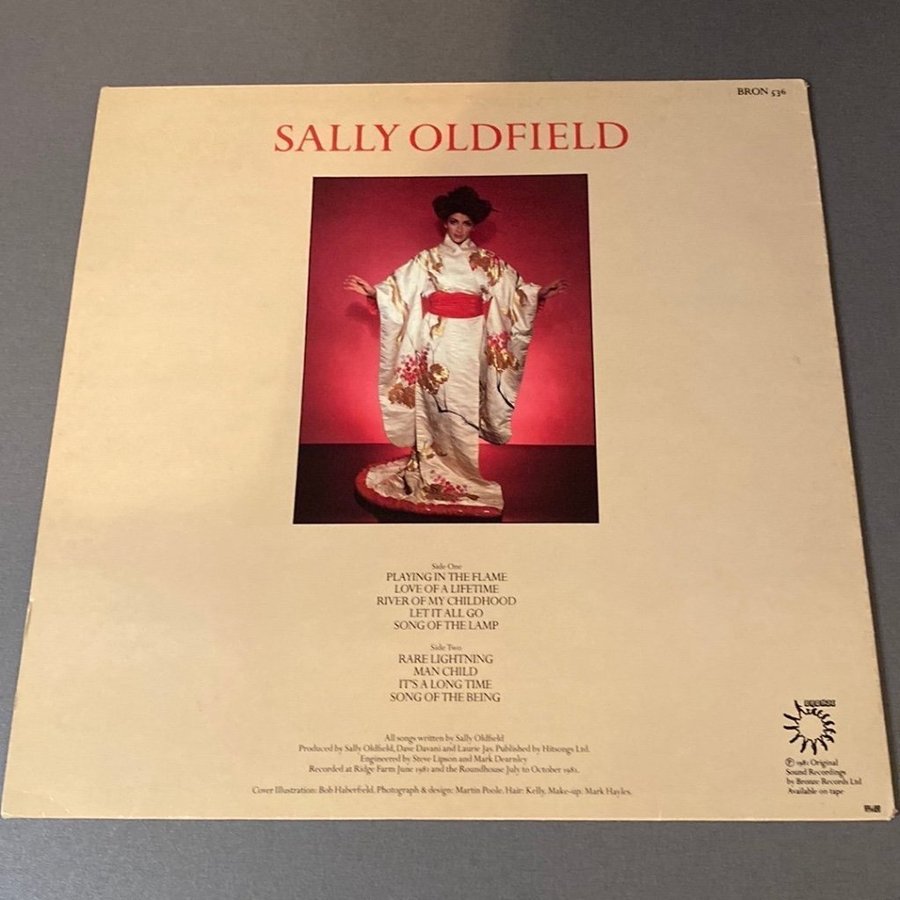 BRON 536
SALLY OLDFIELD
Side One
PLAYING IN THE FLAME
LOVE OF A LIFETIME
RIVER OF MY CHILDHOOD
LET IT ALL GO
SONG OF THE LAMP
Side Two
RARE LIGHTNING
MAN CHILD
IT'S A LONG TIME
SONG OF THE BEING
All songs written by Sally Oldfield
Produced by Sally Oldfield, Dave Davani and Laurie Jay. Published by Hitsongs Ltd.
Engineered by Steve Lipson and Mark Dearnley
Recorded at Ridge Farm June 1981 and the Roundhouse July to October 1981.
Cover Illustration: Bob Haberfield. Photograph & design: Martin Poole. Hair: Kelly. Make-up: Mark Hayles.
BRONZE
℗ 1981 Original
Sound Recordings
by Bronze Records Ltd
Available on tape